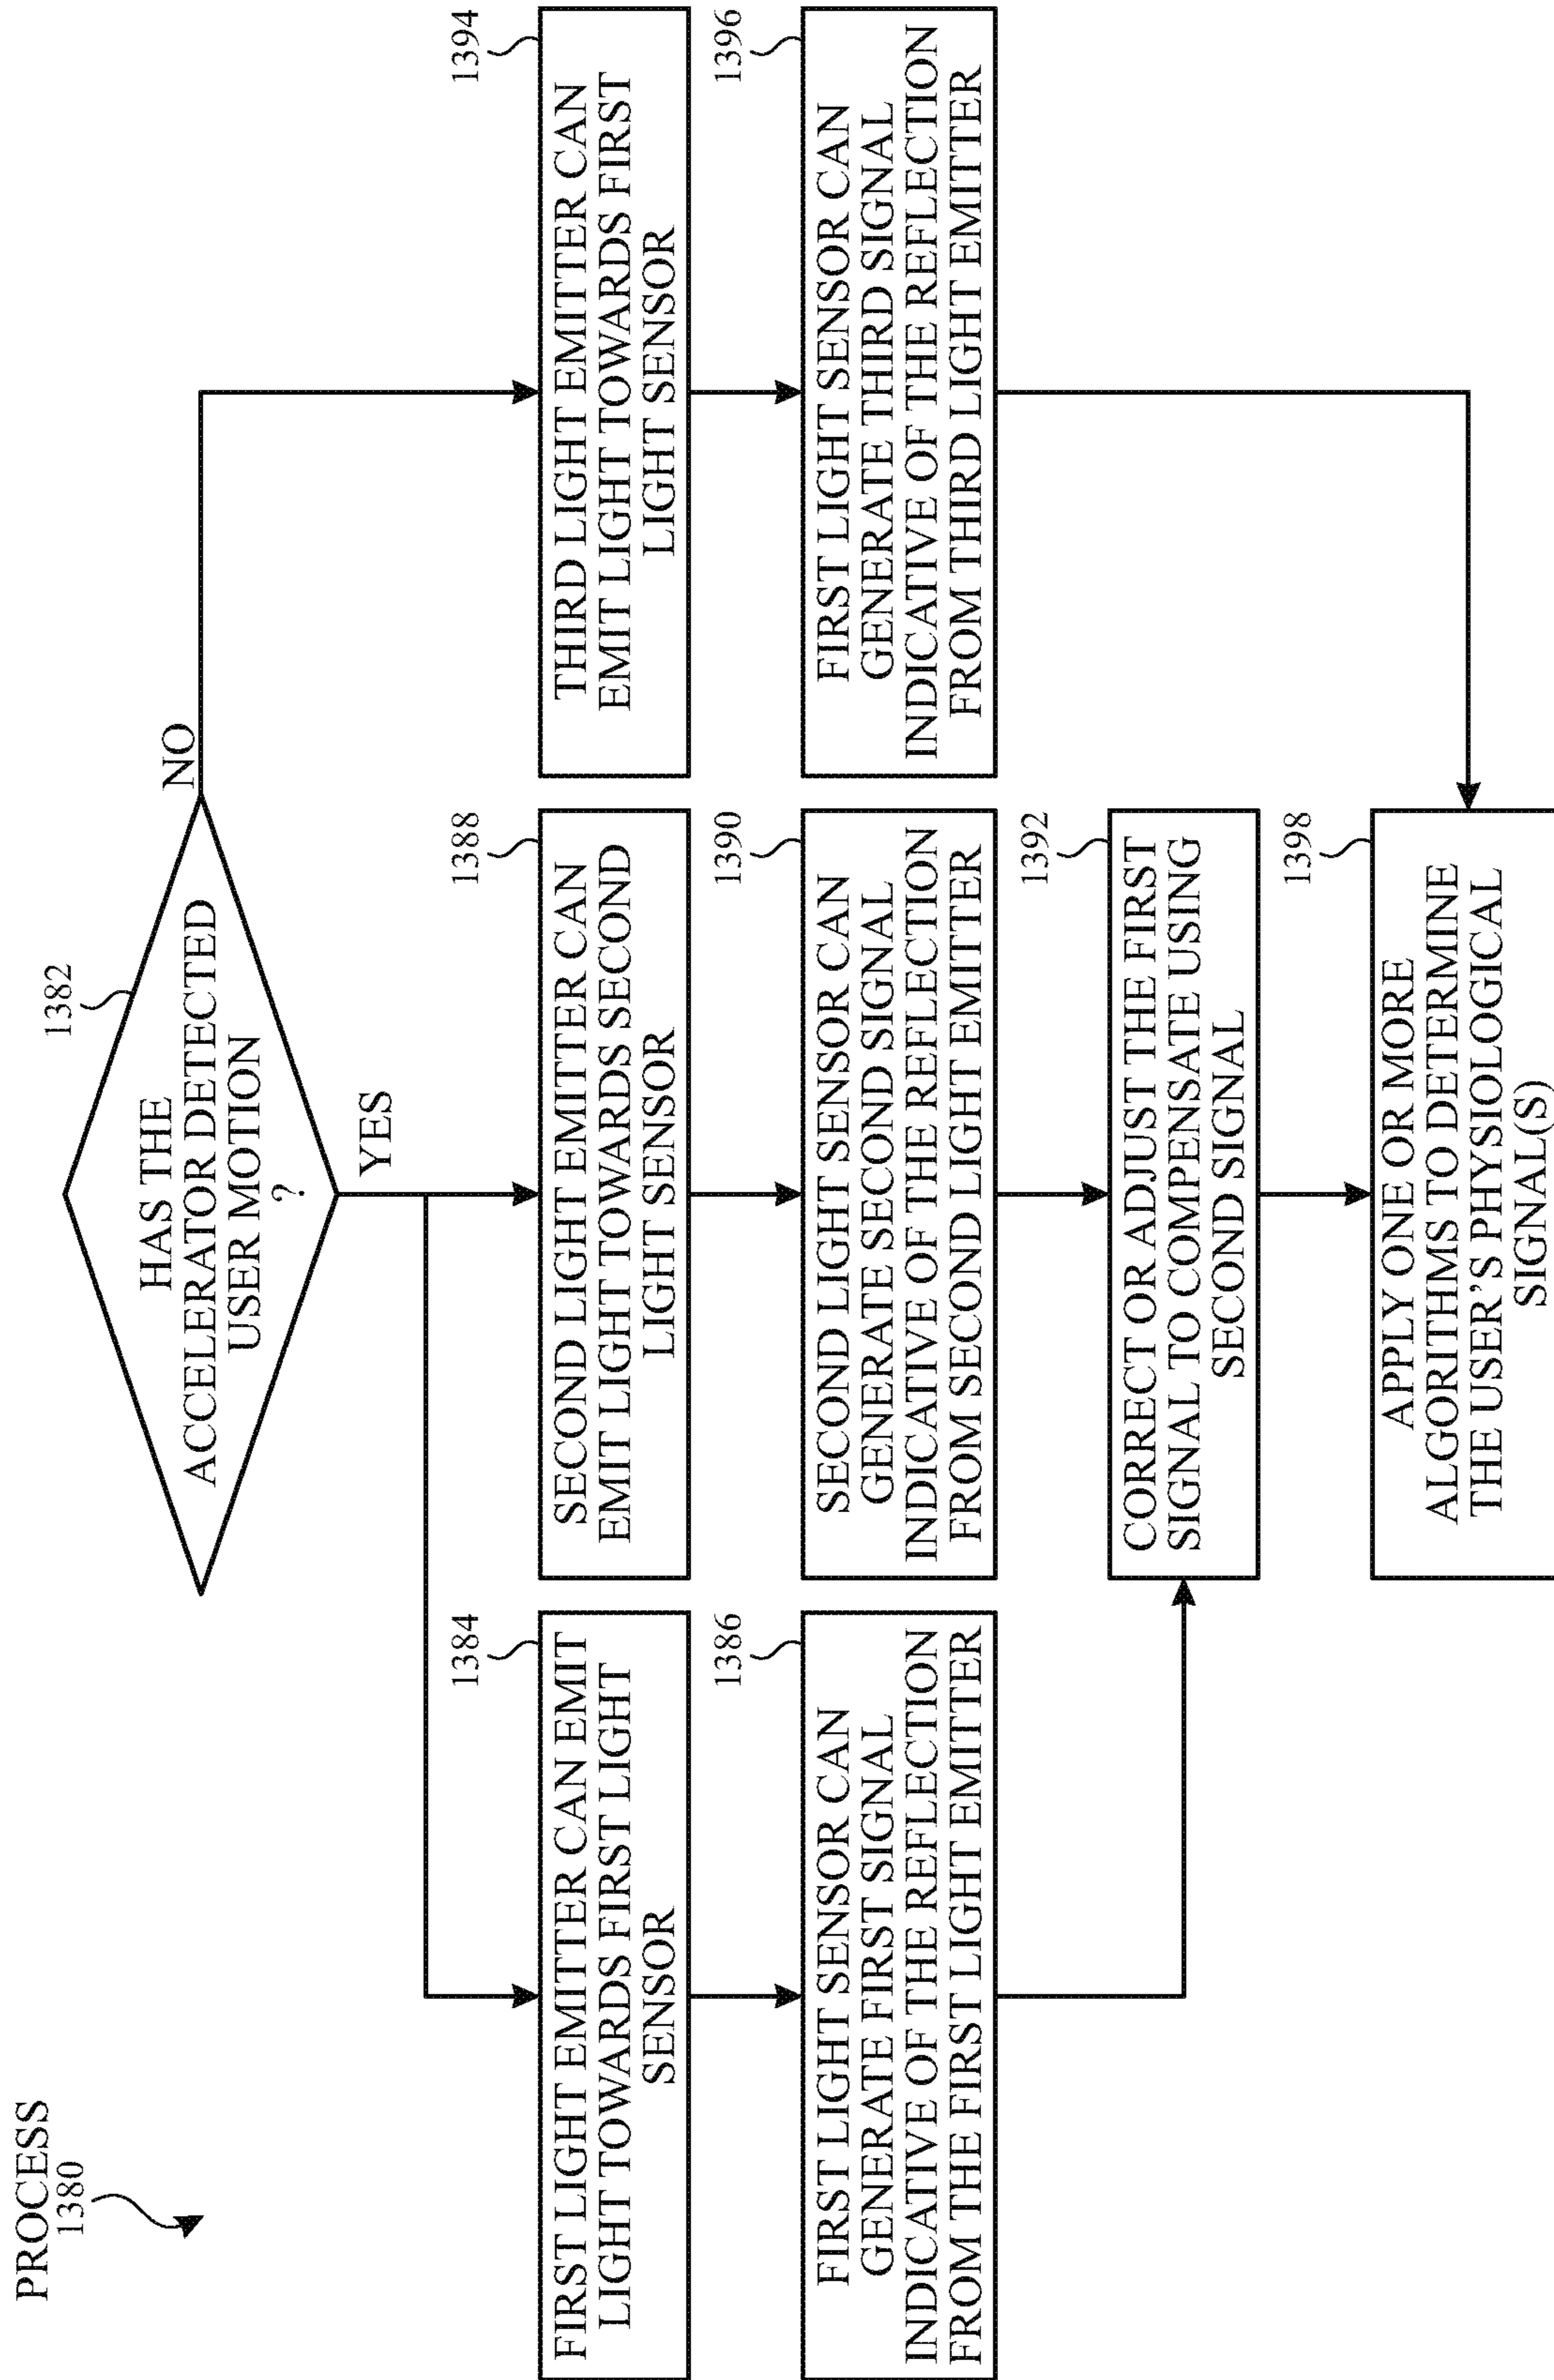 PROCESS
1380
1382
HAS THE
ACCELERATOR DETECTED
USER MOTION
?
YES
NO
1384
FIRST LIGHT EMITTER CAN EMIT
LIGHT TOWARDS FIRST LIGHT
SENSOR
1388
SECOND LIGHT EMITTER CAN
EMIT LIGHT TOWARDS SECOND
LIGHT SENSOR
1394
THIRD LIGHT EMITTER CAN
EMIT LIGHT TOWARDS FIRST
LIGHT SENSOR
1386
FIRST LIGHT SENSOR CAN
GENERATE FIRST SIGNAL
INDICATIVE OF THE REFLECTION
FROM THE FIRST LIGHT EMITTER
1390
SECOND LIGHT SENSOR CAN
GENERATE SECOND SIGNAL
INDICATIVE OF THE REFLECTION
FROM SECOND LIGHT EMITTER
1396
FIRST LIGHT SENSOR CAN
GENERATE THIRD SIGNAL
INDICATIVE OF THE REFLECTION
FROM THIRD LIGHT EMITTER
1392
CORRECT OR ADJUST THE FIRST
SIGNAL TO COMPENSATE USING
SECOND SIGNAL
1398
APPLY ONE OR MORE
ALGORITHMS TO DETERMINE
THE USER'S PHYSIOLOGICAL
SIGNAL(S)